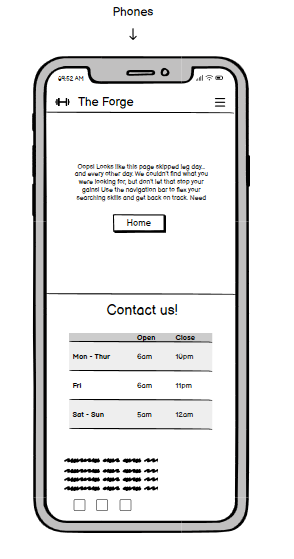 Phones
09:52 AM
The Forge
Oops! Looks like this page skipped leg day...
and every other day. We couldn't find what you
were looking for, but don't let that stop your
gains! Use the navigation bar to flex your
searching skills and get back on track. Need
Home
Contact us!
Open Close
Mon - Thur 6am 10pm
Fri 6am 11pm
Sat - Sun 5am 12am